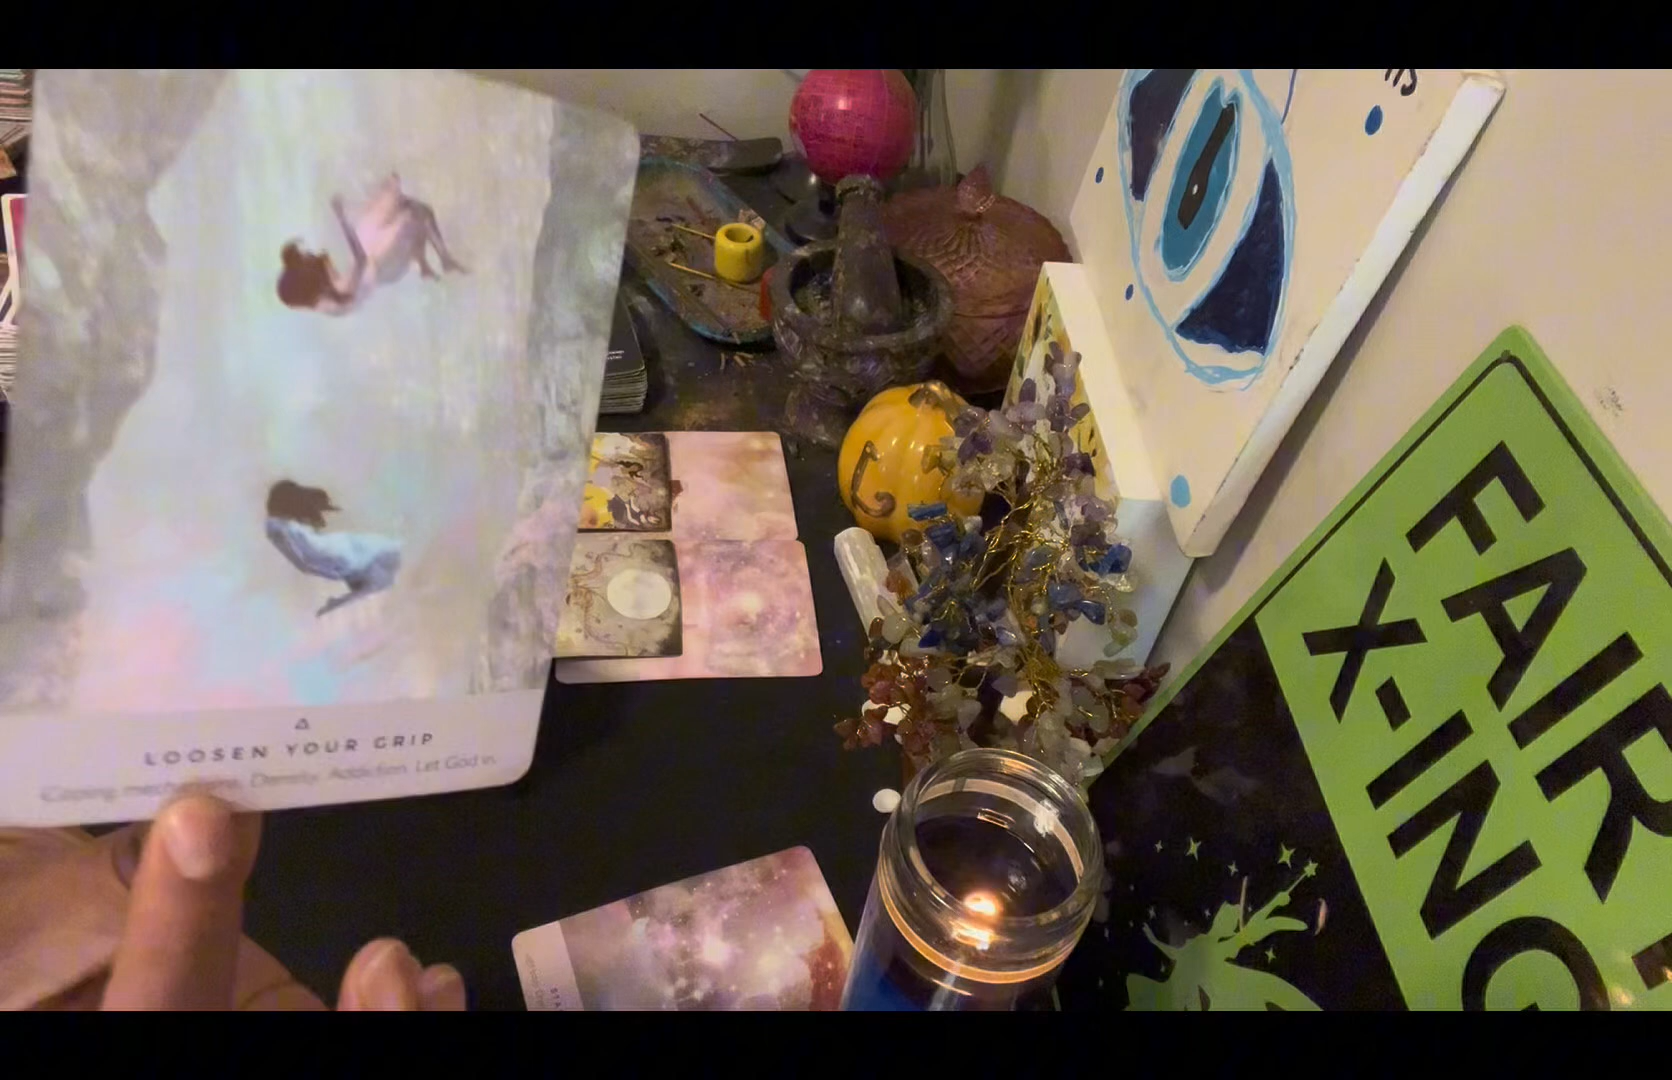 LOOSEN YOUR GRIP
Coping mechanisms. Density. Addiction. Let God in.
FAIR
X-ING